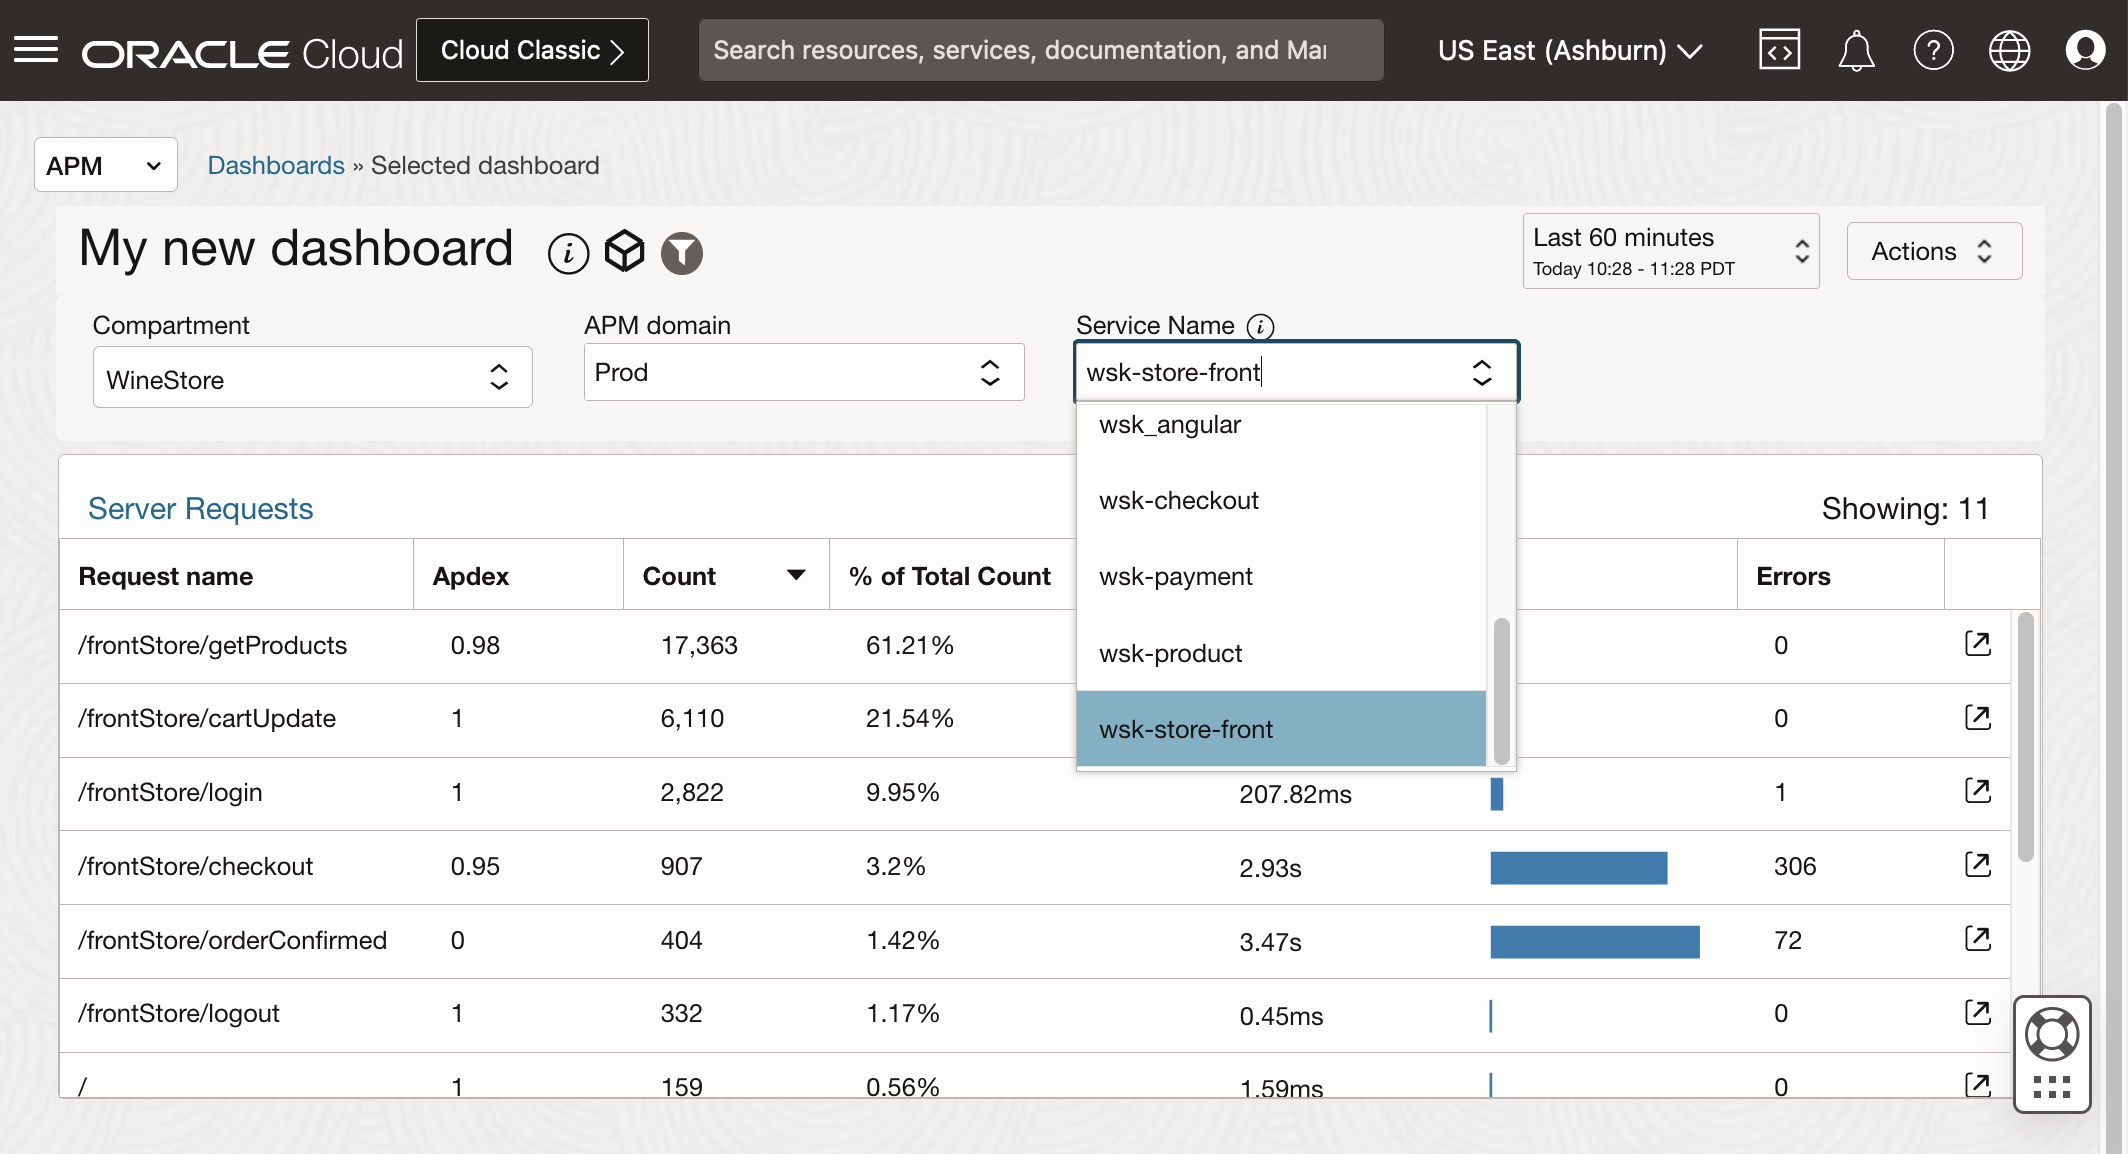 ORACLE Cloud
Cloud Classic
Search resources, services, documentation, and Mar
US East (Ashburn)
APM
Dashboards » Selected dashboard
My new dashboard
Last 60 minutes
Today 10:28 - 11:28 PDT
Actions
Compartment
APM domain
Service Name
WineStore
Prod
wsk-store-front
wsk_angular
wsk-checkout
wsk-payment
wsk-product
wsk-store-front
Server Requests
Showing: 11
Request name Apdex Count % of Total Count Errors
/frontStore/getProducts 0.98 17,363 61.21% 0
/frontStore/cartUpdate 1 6,110 21.54% 0
/frontStore/login 1 2,822 9.95% 207.82ms 1
/frontStore/checkout 0.95 907 3.2% 2.93s 306
/frontStore/orderConfirmed 0 404 1.42% 3.47s 72
/frontStore/logout 1 332 1.17% 0.45ms 0
/ 1 159 0.56% 1.59ms 0